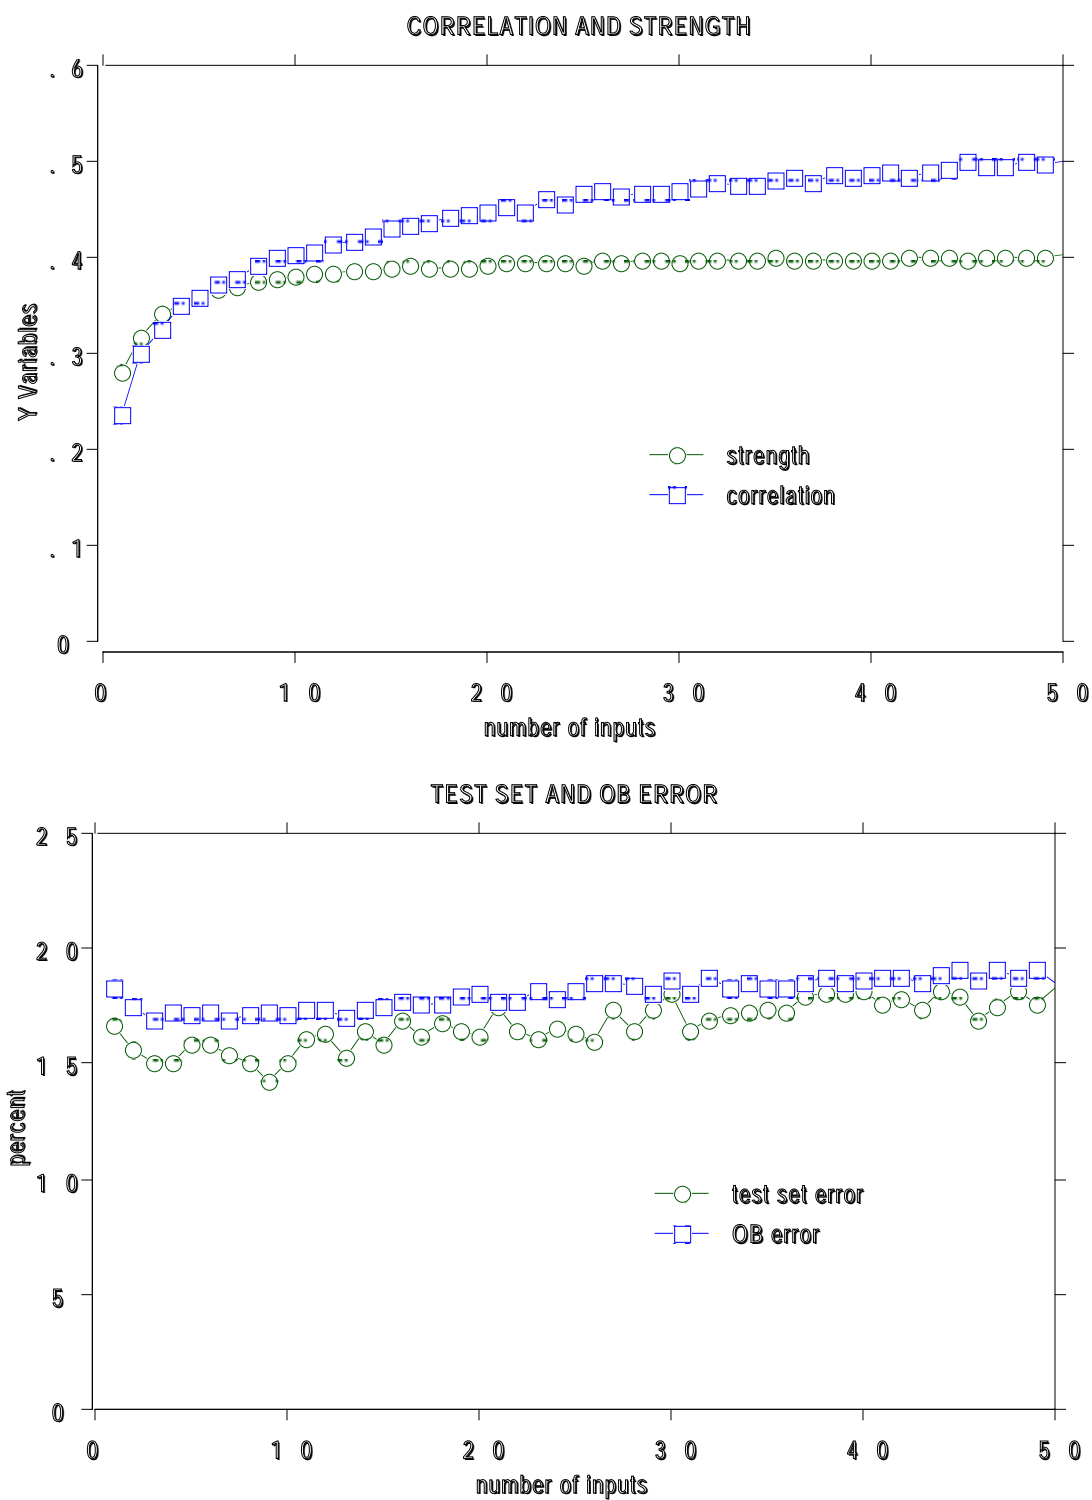 CORRELATION AND STRENGTH
.6
.5
.4
.3
.2
.1
0
Y Variables
strength
correlation
0 10 20 30 40 50
number of inputs
TEST SET AND OB ERROR
25
20
15
10
5
0
percent
test set error
OB error
0 10 20 30 40 50
number of inputs